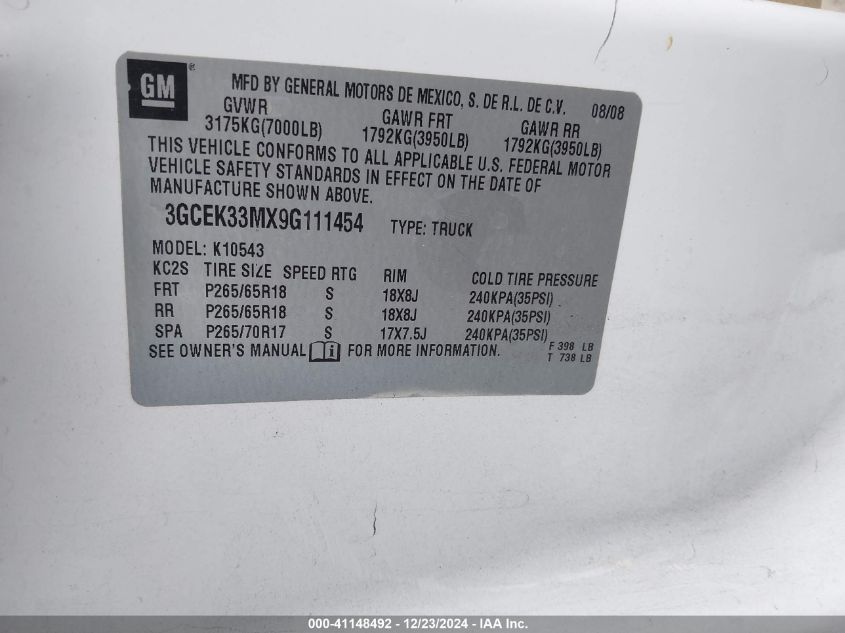 GM ®
MFD BY GENERAL MOTORS DE MEXICO, S. DE R.L. DE C.V. 08/08
GVWR GAWR FRT GAWR RR
3175KG(7000LB) 1792KG(3950LB) 1792KG(3950LB)
THIS VEHICLE CONFORMS TO ALL APPLICABLE U.S. FEDERAL MOTOR
VEHICLE SAFETY STANDARDS IN EFFECT ON THE DATE OF
MANUFACTURE SHOWN ABOVE.
3GCEK33MX9G111454 TYPE: TRUCK
MODEL: K10543
KC2S TIRE SIZE SPEED RTG RIM COLD TIRE PRESSURE
FRT P265/65R18 S 18X8J 240KPA(35PSI)
RR P265/65R18 S 18X8J 240KPA(35PSI)
SPA P265/70R17 S 17X7.5J 240KPA(35PSI)
SEE OWNER'S MANUAL i FOR MORE INFORMATION. F 398 LB
T 738 LB
000-41148492 - 12/23/2024 - IAA Inc.